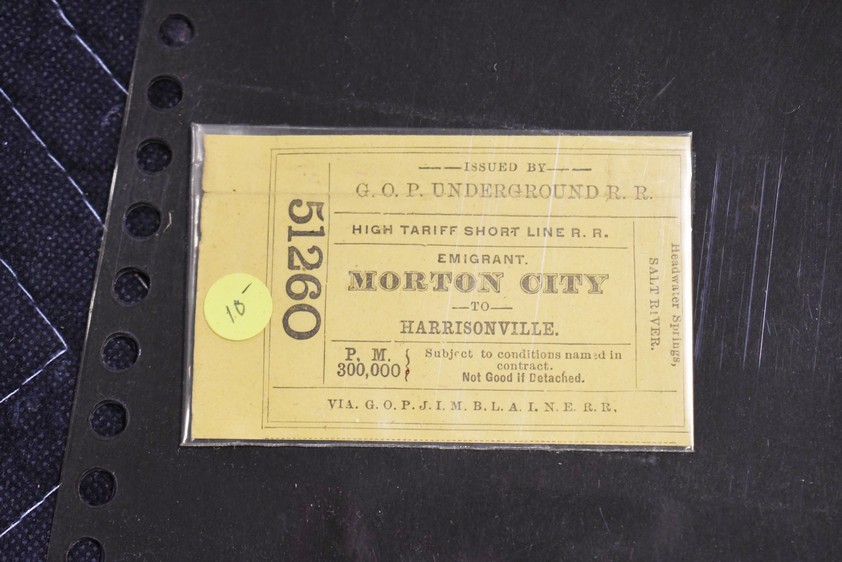 — —ISSUED BY— —
G. O. P. UNDERGROUND R. R.
HIGH TARIFF SHORT LINE R. R.
EMIGRANT.
MORTON CITY
—TO—
HARRISONVILLE.
P. M.
300,000
Subject to conditions named in
contract.
Not Good if Detached.
VIA. G. O. P. J. I. M. B. L. A. I. N. E. R. R,
51260
Headwater Springs,
SALT RIVER.
10-